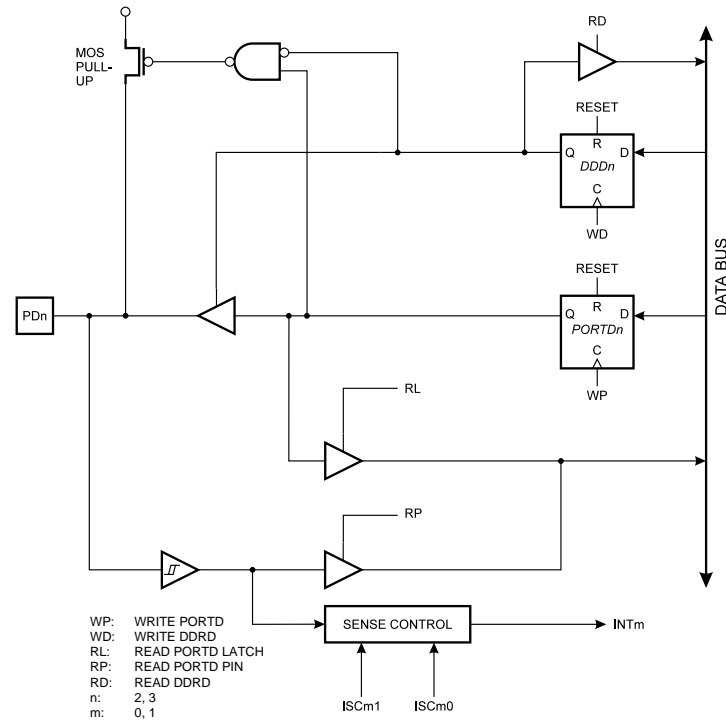 MOS
PULL-
UP
RD
RESET
R
Q
D
DDDn
C
WD
DATA BUS
RESET
PDn
R
Q
D
PORTDn
C
WP
RL
RP
WP: WRITE PORTD
WD: WRITE DDRD
RL: READ PORTD LATCH
RP: READ PORTD PIN
RD: READ DDRD
n: 2, 3
m: 0, 1
SENSE CONTROL
INTm
ISCm1
ISCm0